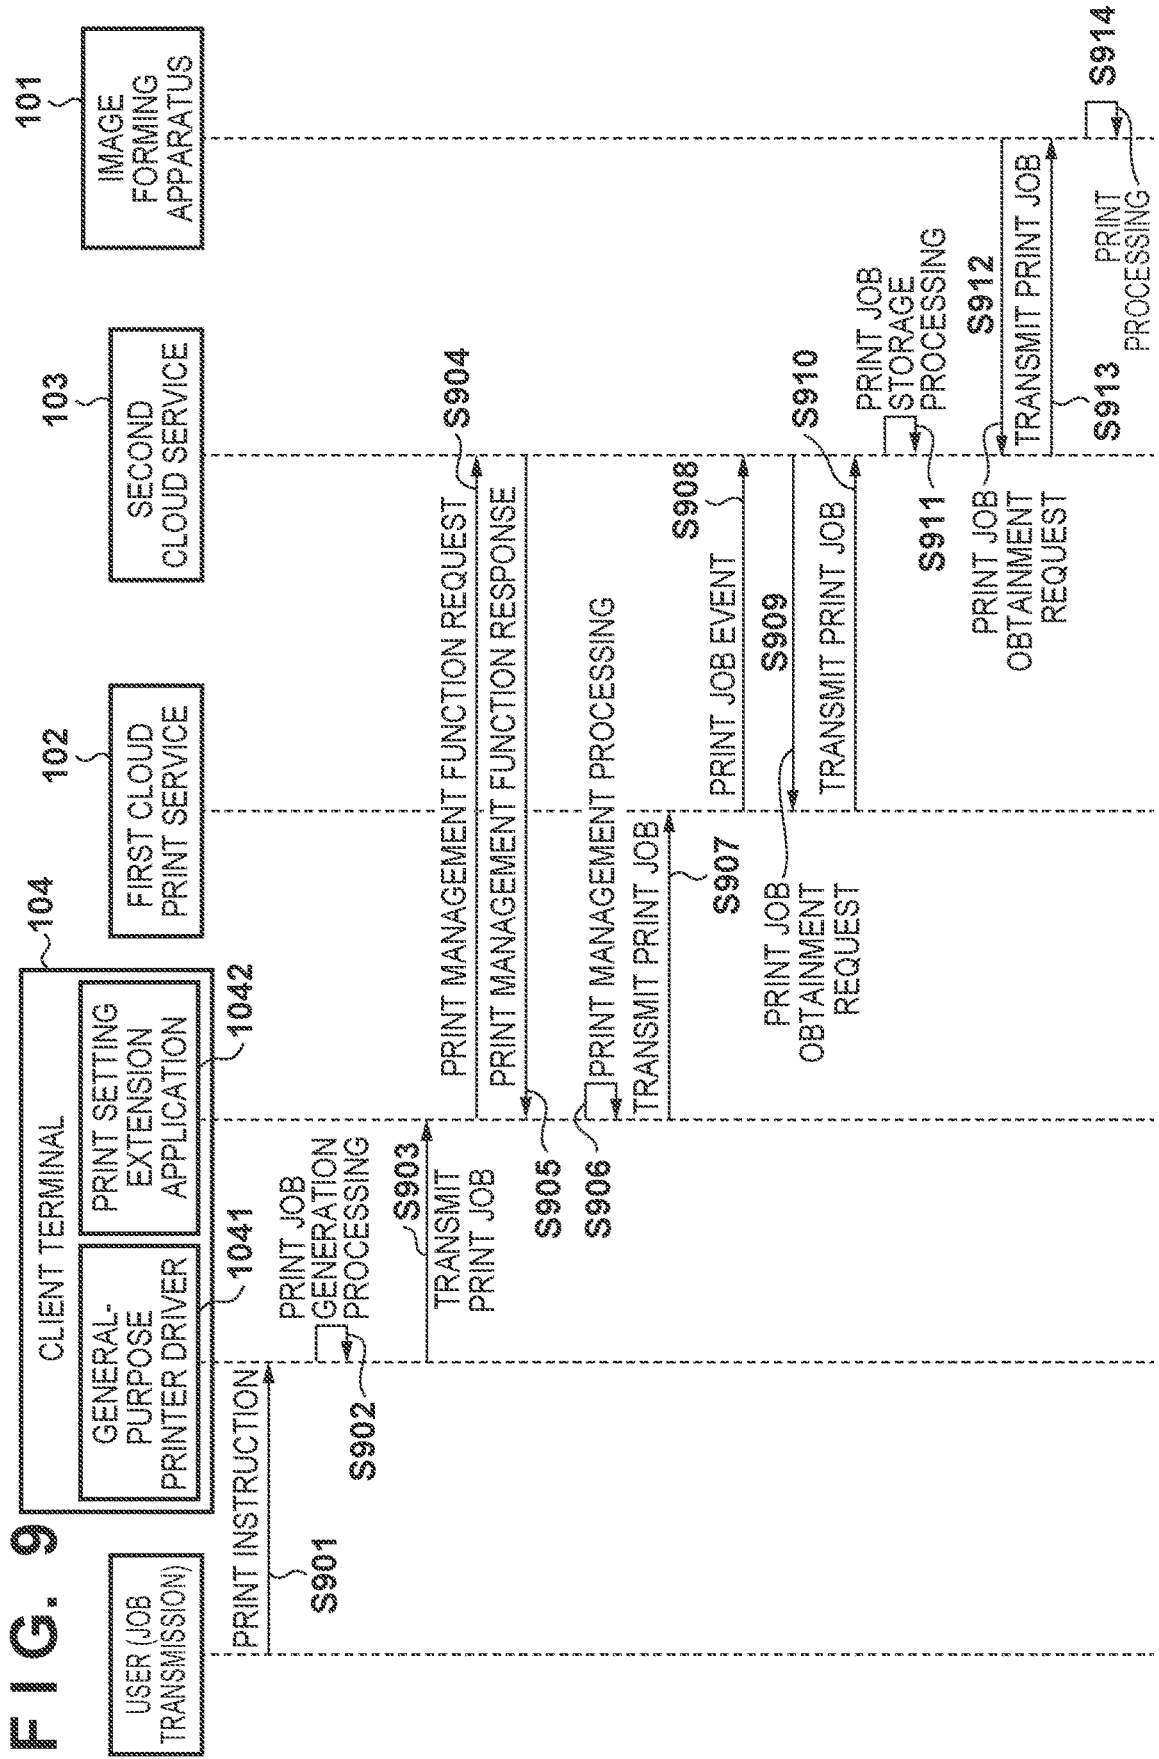 FIG. 9
USER (JOB
TRANSMISSION)
CLIENT TERMINAL
104
GENERAL-
PURPOSE
PRINTER DRIVER
1041
PRINT SETTING
EXTENSION
APPLICATION
1042
FIRST CLOUD
PRINT SERVICE
102
SECOND
CLOUD SERVICE
103
IMAGE
FORMING
APPARATUS
101
PRINT INSTRUCTION
S901
PRINT JOB
GENERATION
PROCESSING
S902
S903
TRANSMIT
PRINT JOB
PRINT MANAGEMENT FUNCTION REQUEST
S904
PRINT MANAGEMENT FUNCTION RESPONSE
S905
PRINT MANAGEMENT PROCESSING
S906
TRANSMIT PRINT JOB
S907
PRINT JOB EVENT
S908
S909
PRINT JOB
OBTAINMENT
REQUEST
TRANSMIT PRINT JOB
S910
PRINT JOB
STORAGE
PROCESSING
S911
S912
PRINT JOB
OBTAINMENT
REQUEST
TRANSMIT PRINT JOB
S913
S914
PRINT
PROCESSING